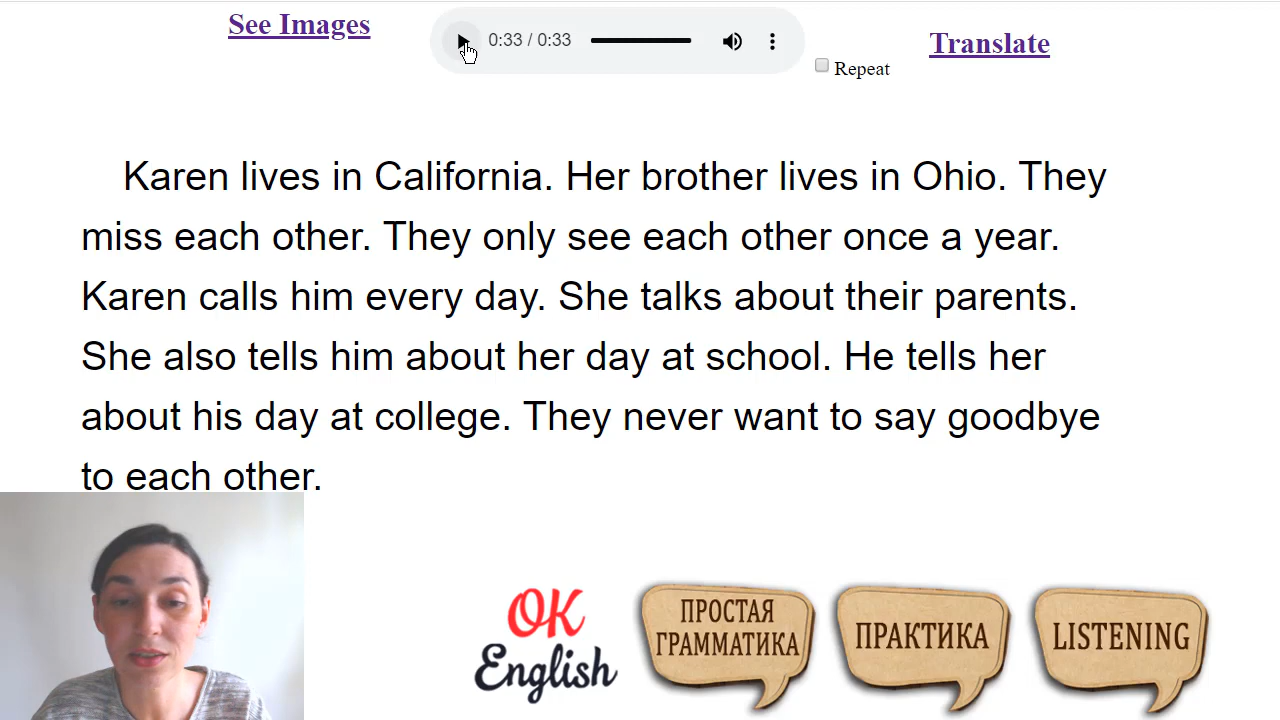 See Images
0:33 / 0:33
Repeat
Translate
Karen lives in California. Her brother lives in Ohio. They
miss each other. They only see each other once a year.
Karen calls him every day. She talks about their parents.
She also tells him about her day at school. He tells her
about his day at college. They never want to say goodbye
to each other.
OK
English
ПРОСТАЯ
ГРАММАТИКА
ПРАКТИКА
LISTENING